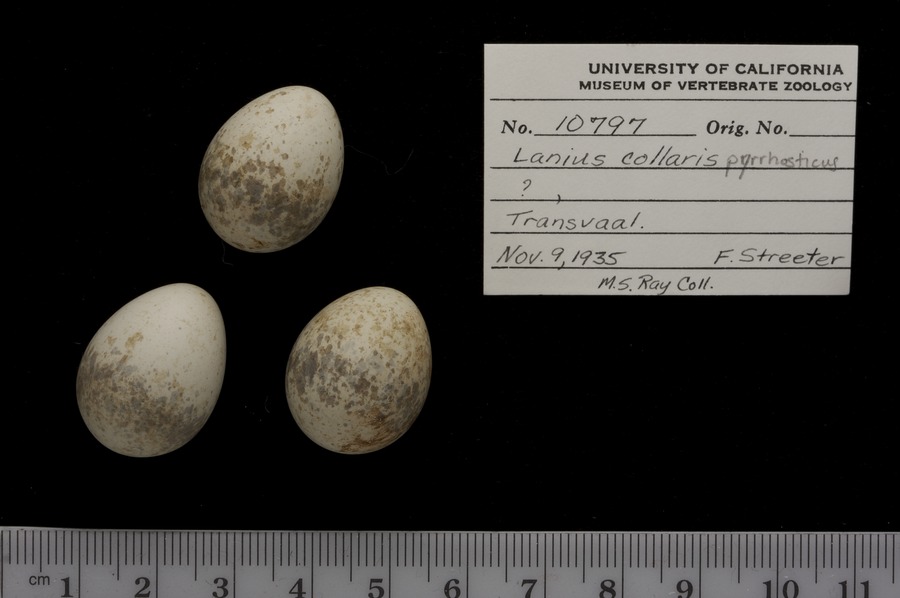 UNIVERSITY OF CALIFORNIA
MUSEUM OF VERTEBRATE ZOOLOGY
No. 10797 Orig. No.
Lanius collaris pyrrhosticus
? ,
Transvaal.
Nov. 9, 1935 F. Streeter
M.S. Ray Coll.
cm 1 2 3 4 5 6 7 8 9 10 11